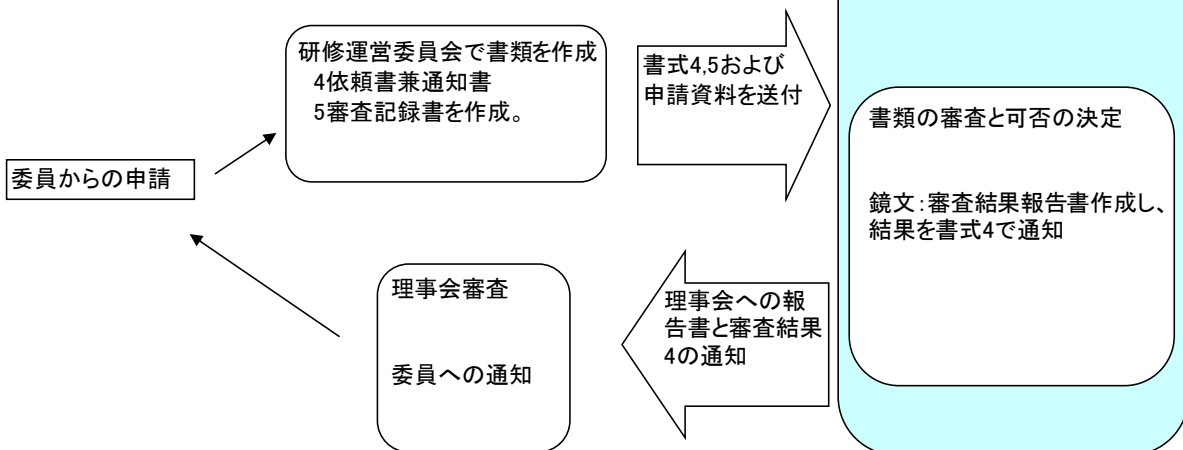 委員からの申請
研修運営委員会で書類を作成
4依頼書兼通知書
5審査記録書を作成。
書式4,5および
申請資料を送付
書類の審査と可否の決定
鏡文：審査結果報告書作成し、
結果を書式4で通知
理事会への報
告書と審査結果
4の通知
理事会審査
委員への通知